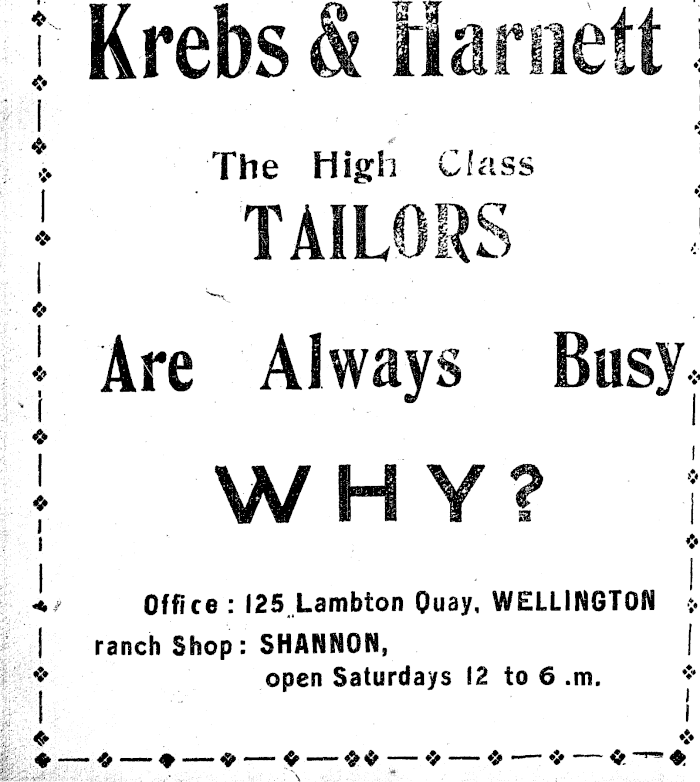 Krebs & Harnett
The High Class
TAILORS
Are Always Busy
WHY?
Office : 125 Lambton Quay, WELLINGTON
ranch Shop : SHANNON,
open Saturdays 12 to 6 .m.